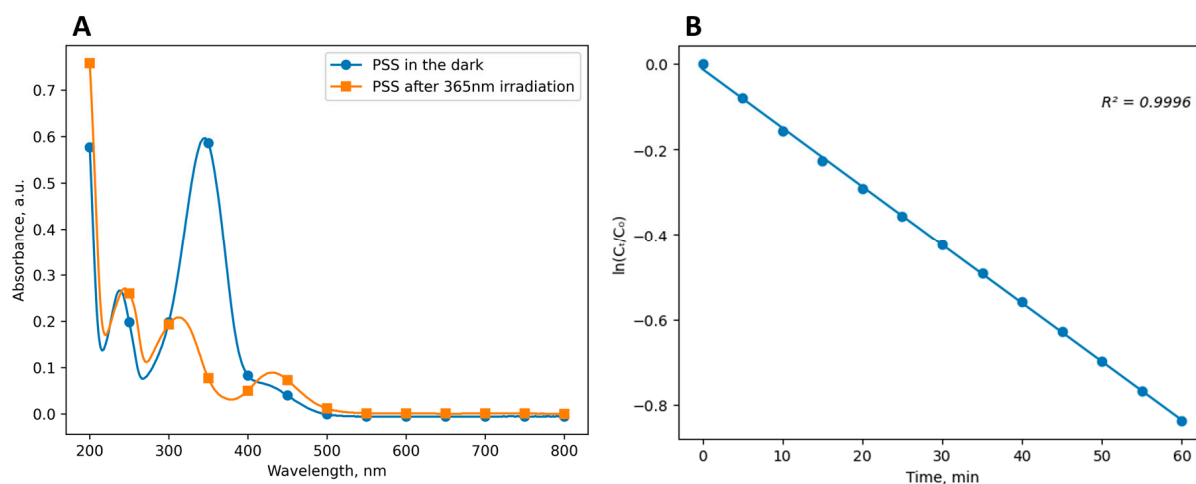 A
PSS in the dark
PSS after 365nm irradiation
0.7
0.6
0.5
0.4
0.3
0.2
0.1
0.0
Absorbance, a.u.
200 300 400 500 600 700 800
Wavelength, nm
B
R² = 0.9996
0.0
−0.2
−0.4
−0.6
−0.8
ln(Cₜ/C₀)
0 10 20 30 40 50 60
Time, min